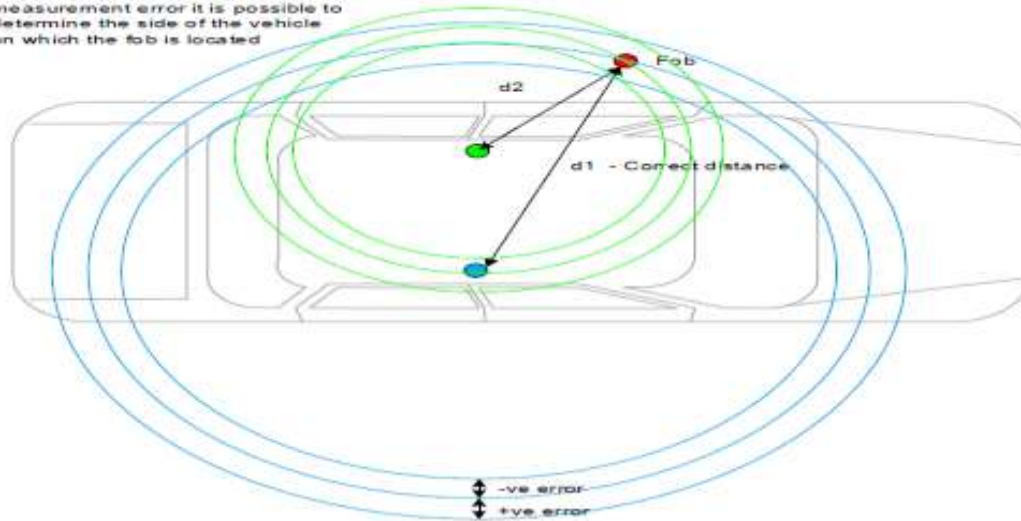 measurement error it is possible to
determine the side of the vehicle
on which the fob is located
Fob
d2
d1 - Correct distance
-ve error
+ve error